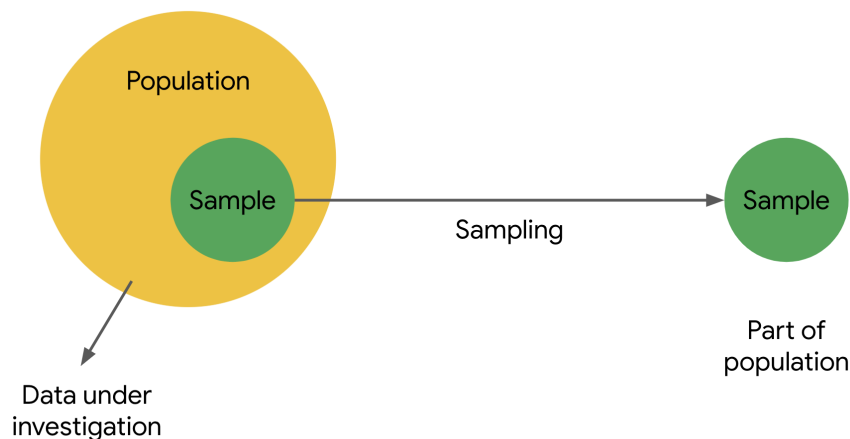 Population
Sample
Sample
Sampling
Part of
population
Data under
investigation